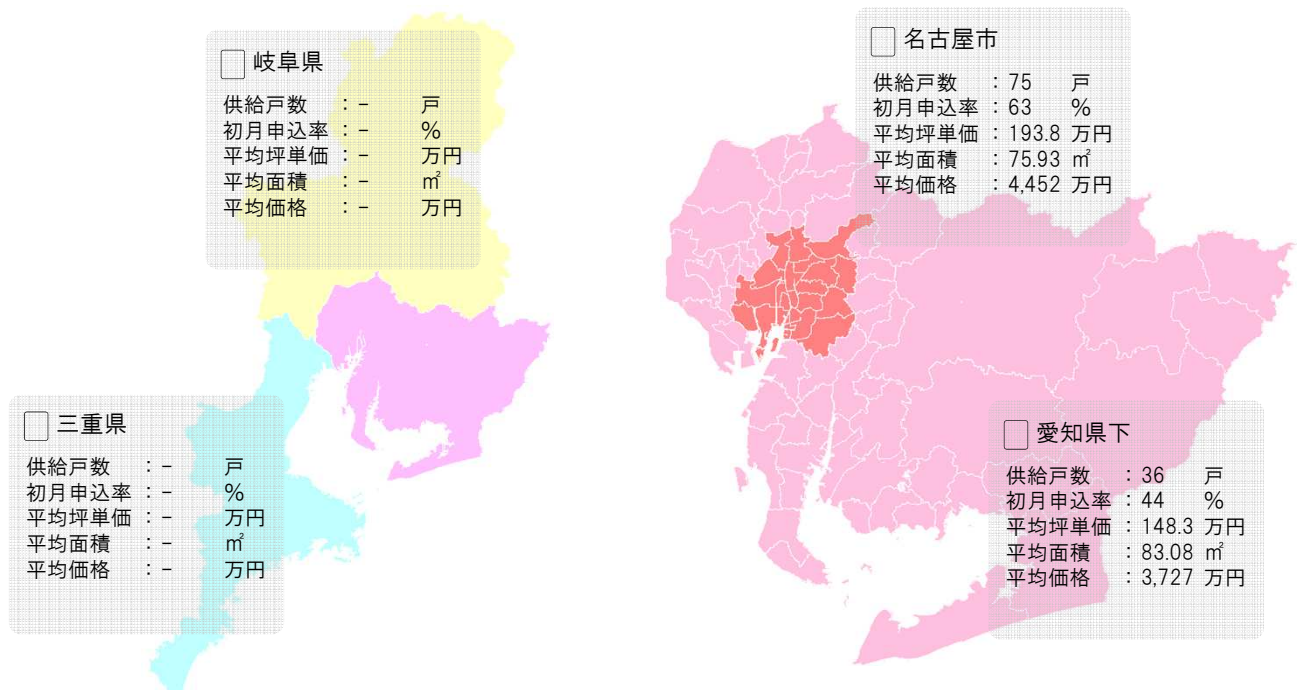 岐阜県
供給戸数 : - 戸
初月申込率 : - %
平均坪単価 : - 万円
平均面積 : - ㎡
平均価格 : - 万円
三重県
供給戸数 : - 戸
初月申込率 : - %
平均坪単価 : - 万円
平均面積 : - ㎡
平均価格 : - 万円
名古屋市
供給戸数 : 75 戸
初月申込率 : 63 %
平均坪単価 : 193.8 万円
平均面積 : 75.93 ㎡
平均価格 : 4,452 万円
愛知県下
供給戸数 : 36 戸
初月申込率 : 44 %
平均坪単価 : 148.3 万円
平均面積 : 83.08 ㎡
平均価格 : 3,727 万円